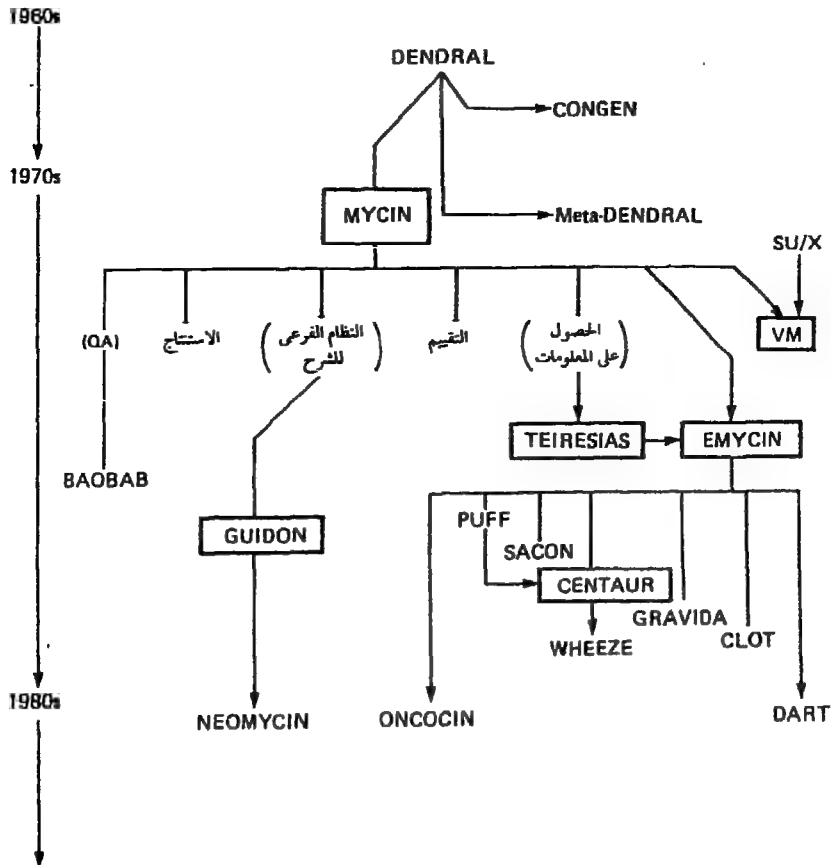 1960s
DENDRAL
CONGEN
1970s
MYCIN
Meta-DENDRAL
SU/X
VM
(QA)
الاستنتاج
(النظام الفرعى
للشرح)
التقييم
(الحصول
على المعلومات)
TEIRESIAS
EMYCIN
BAOBAB
GUIDON
PUFF
SACON
CENTAUR
GRAVIDA
CLOT
WHEEZE
1980s
NEOMYCIN
ONCOCIN
DART